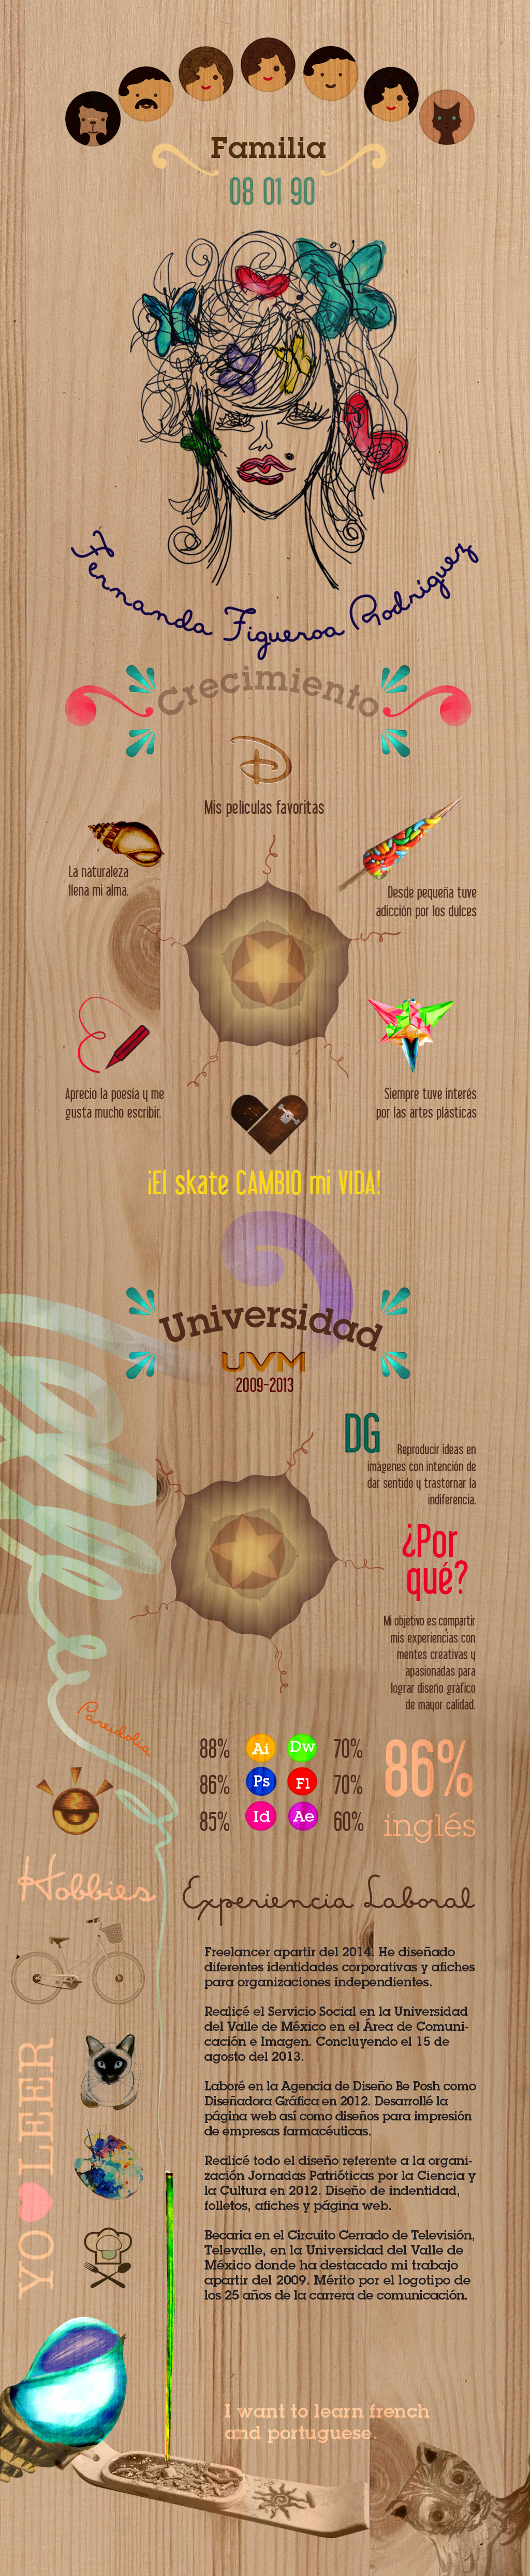 Familia
08 01 90
Fernanda Figueroa Rodríguez
Crecimiento
D
Mis peliculas favoritas
La naturaleza
llena mi alma.
Desde pequeña tuve
adicción por los dulces
Aprecio la poesia y me
gusta mucho escribir.
Siempre tuve interés
por las artes plásticas
¡El skate CAMBIO mi VIDA!
Universidad
UVM
2009-2013
DG
Reproducir ideas en
imágenes con intención de
dar sentido y trastornar la
indiferencia.
¿Por
qué?
Mi objetivo es compartir
mis experiencias con
mentes creativas y
apasionadas para
lograr diseño gráfico
de mayor calidad.
Pareidolia
88% Ai Dw 70%
86% Ps Fl 70%
85% Id Ae 60%
86%
inglés
Hobbies
YO LEER
Experiencia Laboral
Freelancer apartir del 2014. He diseñado
diferentes identidades corporativas y afiches
para organizaciones independientes.
Realicé el Servicio Social en la Universidad
del Valle de México en el Área de Comuni-
cación e Imagen. Concluyendo el 15 de
agosto del 2013.
Laboré en la Agencia de Diseño Be Posh como
Diseñadora Gráfica en 2012. Desarrollé la
página web así como diseños para impresión
de empresas farmacéuticas.
Realicé todo el diseño referente a la organi-
zación Jornadas Patrióticas por la Ciencia y
la Cultura en 2012. Diseño de indentidad,
folletos, afiches y página web.
Becaria en el Circuito Cerrado de Televisión,
Televalle, en la Universidad del Valle de
México donde ha destacado mi trabajo
apartir del 2009. Mérito por el logotipo de
los 25 años de la carrera de comunicación.
I want to learn french
and portuguese.